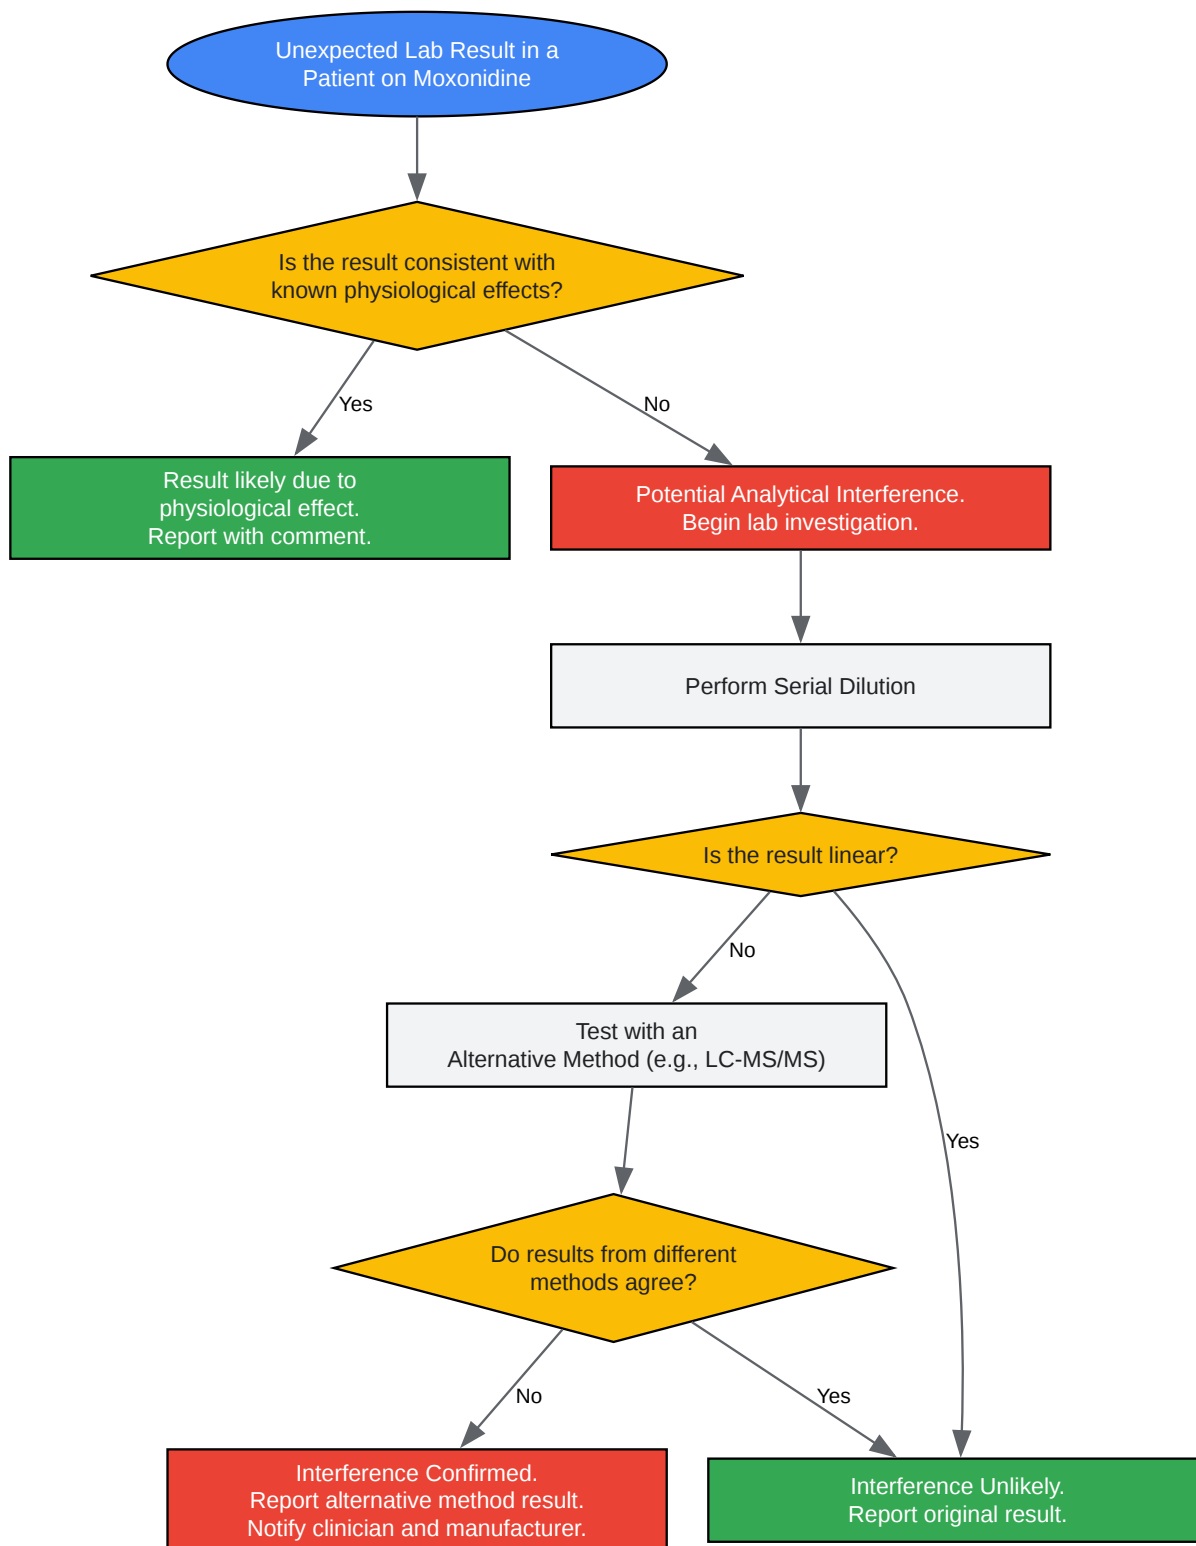 Unexpected Lab Result in a
Patient on Moxonidine
Is the result consistent with
known physiological effects?
Yes
No
Result likely due to
physiological effect.
Report with comment.
Potential Analytical Interference.
Begin lab investigation.
Perform Serial Dilution
Is the result linear?
No
Test with an
Alternative Method (e.g., LC-MS/MS)
Yes
Do results from different
methods agree?
No
Yes
Interference Confirmed.
Report alternative method result.
Notify clinician and manufacturer.
Interference Unlikely.
Report original result.